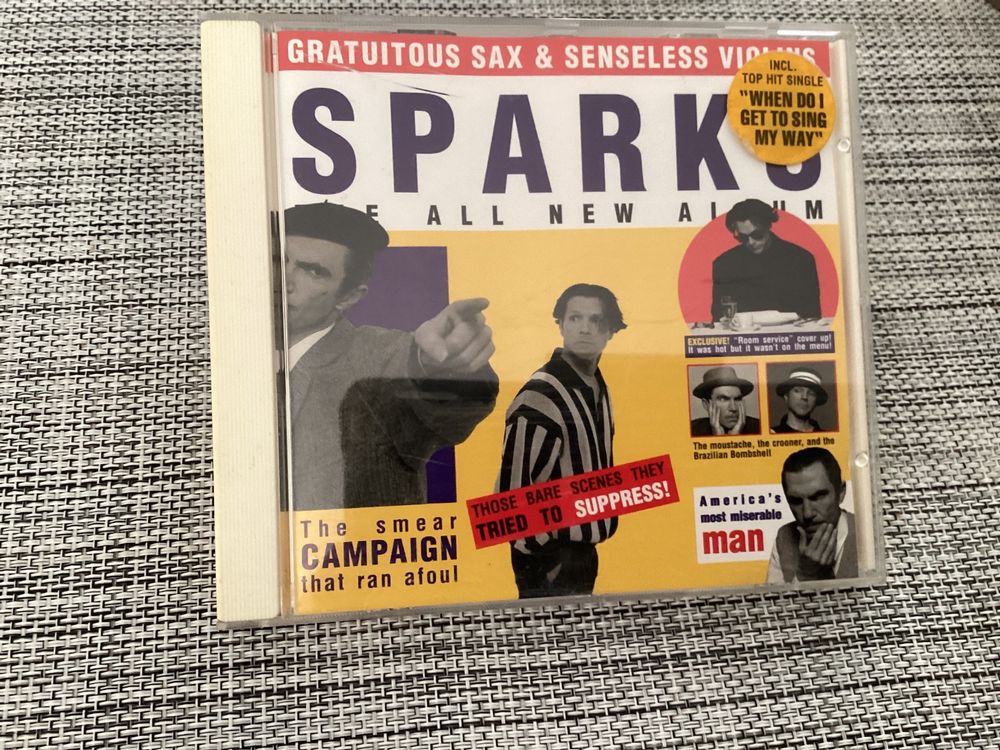 GRATUITOUS SAX & SENSELESS VIOLINS
INCL.
TOP HIT SINGLE
"WHEN DO I
GET TO SING
MY WAY"
SPARKS
THE ALL NEW ALBUM
EXCLUSIVE! "Room service" cover up!
It was hot but it wasn't on the menu!
The moustache, the crooner, and the
Brazilian Bombshell
THOSE BARE SCENES THEY
TRIED TO SUPPRESS!
America's
most miserable
man
The smear
CAMPAIGN
that ran afoul